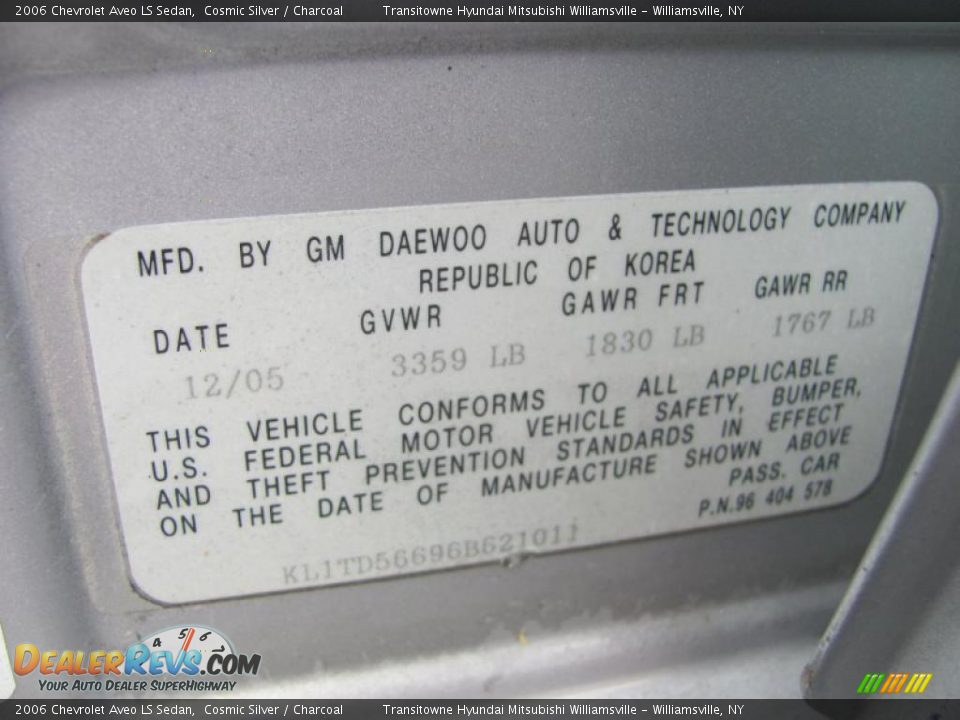 2006 Chevrolet Aveo LS Sedan, Cosmic Silver / Charcoal Transitowne Hyundai Mitsubishi Williamsville - Williamsville, NY
MFD. BY GM DAEWOO AUTO & TECHNOLOGY COMPANY
REPUBLIC OF KOREA
DATE GVWR GAWR FRT GAWR RR
12/05 3359 LB 1830 LB 1767 LB
THIS VEHICLE CONFORMS TO ALL APPLICABLE
U.S. FEDERAL MOTOR VEHICLE SAFETY, BUMPER,
AND THEFT PREVENTION STANDARDS IN EFFECT
ON THE DATE OF MANUFACTURE SHOWN ABOVE
PASS. CAR
P.N.96 404 578
KL1TD56696B621011
4 5 6
DEALERREVS.COM
YOUR AUTO DEALER SUPERHIGHWAY
2006 Chevrolet Aveo LS Sedan, Cosmic Silver / Charcoal Transitowne Hyundai Mitsubishi Williamsville - Williamsville, NY